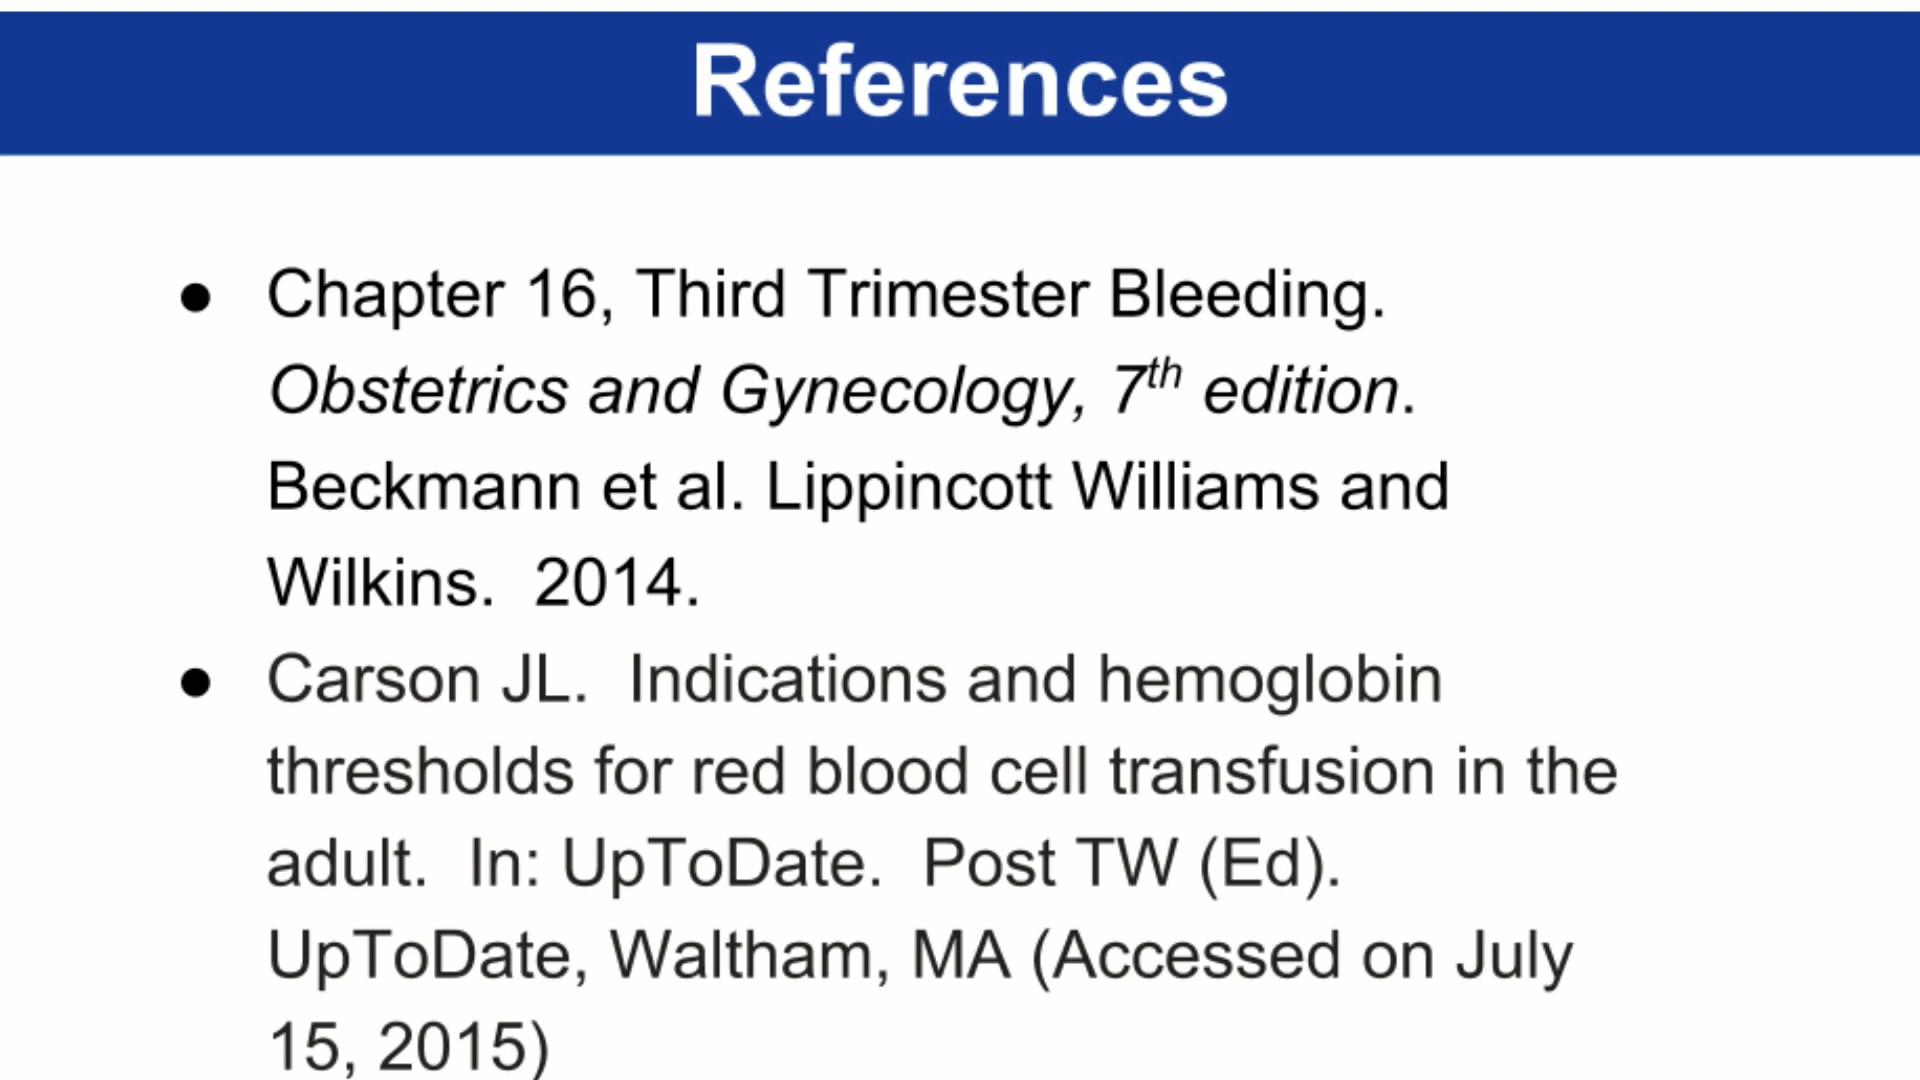 References
● Chapter 16, Third Trimester Bleeding.
Obstetrics and Gynecology, 7th edition.
Beckmann et al. Lippincott Williams and
Wilkins.  2014.
● Carson JL.  Indications and hemoglobin
thresholds for red blood cell transfusion in the
adult.  In: UpToDate.  Post TW (Ed).
UpToDate, Waltham, MA (Accessed on July
15, 2015)